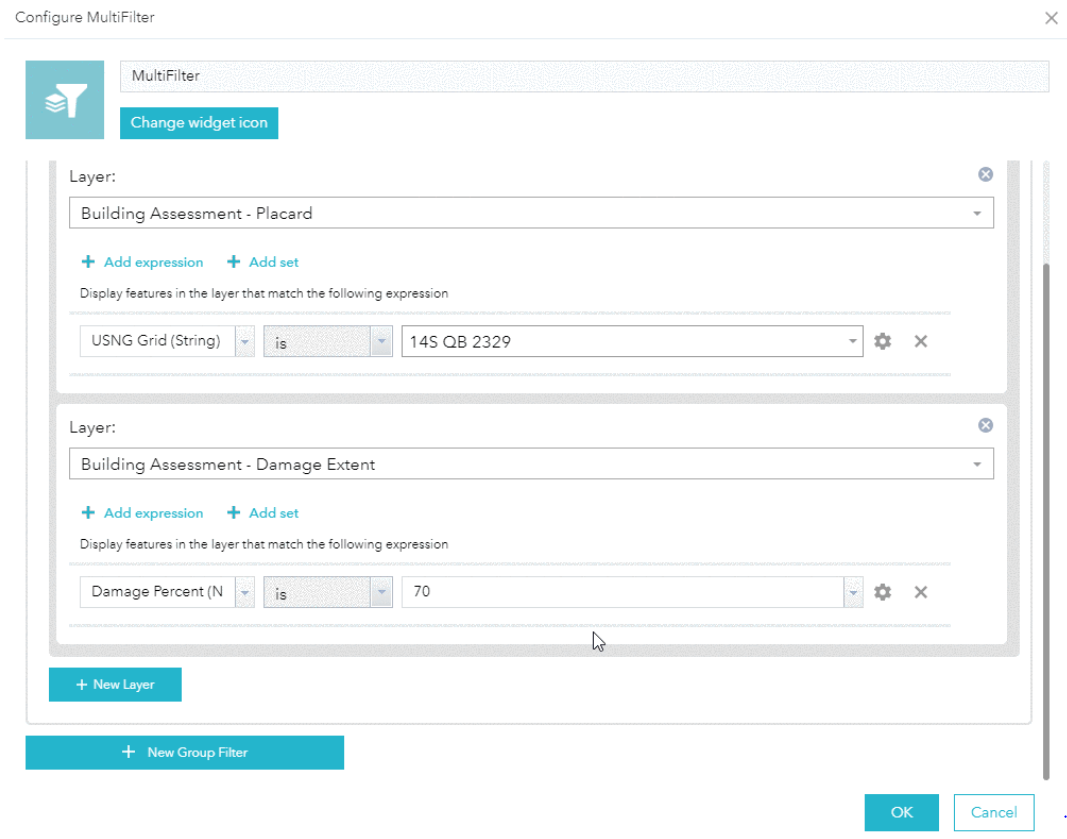 Configure MultiFilter
MultiFilter
Change widget icon
Layer:
Building Assessment - Placard
+ Add expression + Add set
Display features in the layer that match the following expression
USNG Grid (String) is 14S QB 2329
Layer:
Building Assessment - Damage Extent
+ Add expression + Add set
Display features in the layer that match the following expression
Damage Percent (N is 70
+ New Layer
+ New Group Filter
OK Cancel